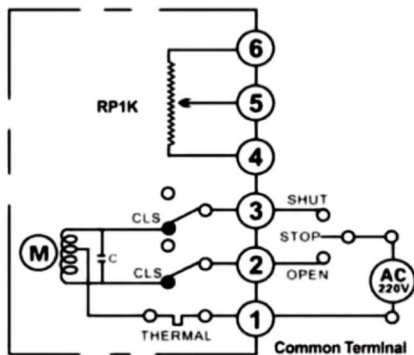 6
RP1K
5
4
CLS
3
SHUT
STOP
M
C
CLS
2
OPEN
AC
220V
THERMAL
1
Common Terminal